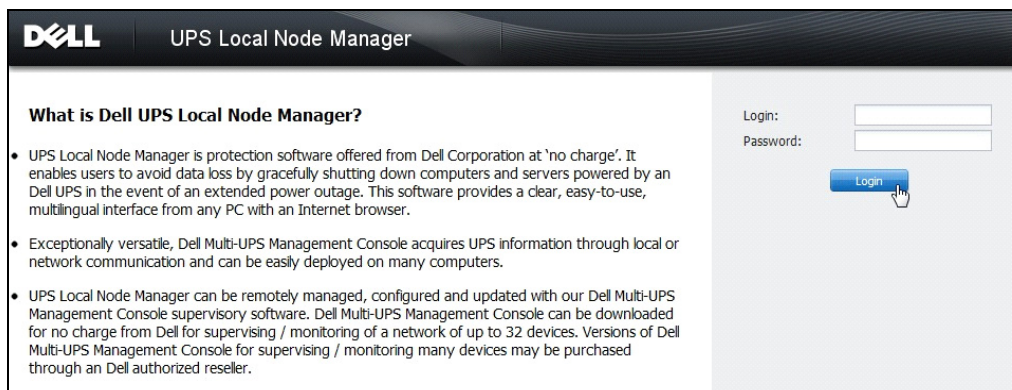 DELL
UPS Local Node Manager
What is Dell UPS Local Node Manager?
• UPS Local Node Manager is protection software offered from Dell Corporation at ‘no charge’. It
enables users to avoid data loss by gracefully shutting down computers and servers powered by an
Dell UPS in the event of an extended power outage. This software provides a clear, easy-to-use,
multilingual interface from any PC with an Internet browser.
• Exceptionally versatile, Dell Multi-UPS Management Console acquires UPS information through local or
network communication and can be easily deployed on many computers.
• UPS Local Node Manager can be remotely managed, configured and updated with our Dell Multi-UPS
Management Console supervisory software. Dell Multi-UPS Management Console can be downloaded
for no charge from Dell for supervising / monitoring of a network of up to 32 devices. Versions of Dell
Multi-UPS Management Console for supervising / monitoring many devices may be purchased
through an Dell authorized reseller.
Login:
Password:
Login